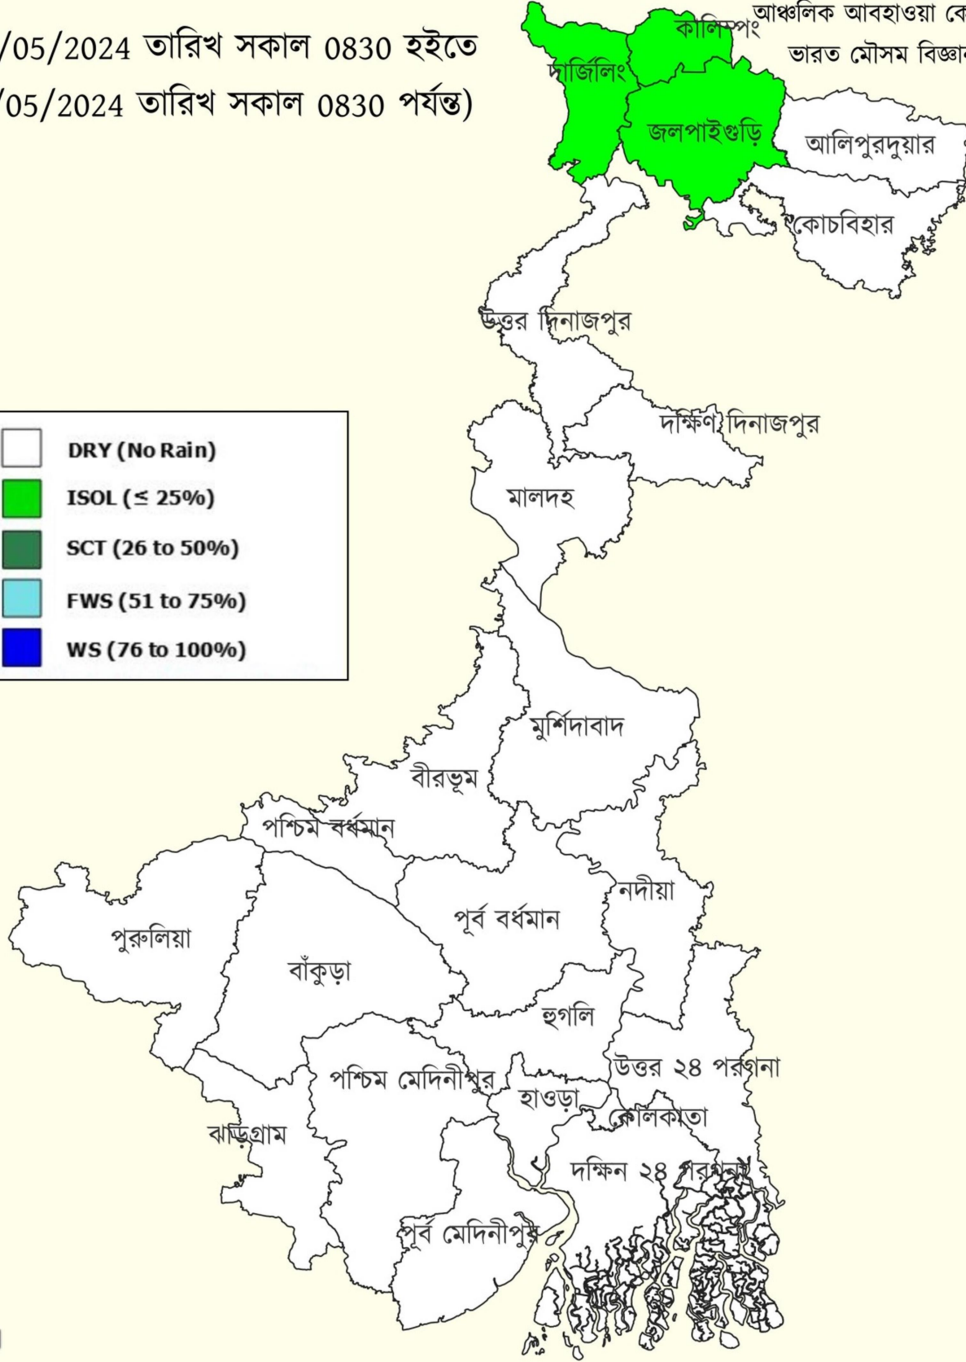 আঞ্চলিক আবহাওয়া
/05/2024 তারিখ সকাল 0830 হইতে
ভারত মৌসম
/05/2024 তারিখ সকাল 0830 পর্যন্ত)
কালিম্পং
দার্জিলিং
জলপাইগুড়ি
আলিপুরদুয়ার
কোচবিহার
উত্তর দিনাজপুর
দক্ষিণ দিনাজপুর
DRY (No Rain)
ISOL (≤ 25%)
SCT (26 to 50%)
FWS (51 to 75%)
WS (76 to 100%)
মালদহ
মুর্শিদাবাদ
বীরভূম
পশ্চিম বর্ধমান
নদীয়া
পূর্ব বর্ধমান
পুরুলিয়া
বাঁকুড়া
হুগলি
উত্তর ২৪ পরগনা
পশ্চিম মেদিনীপুর
হাওড়া
কোলকাতা
ঝাড়গ্রাম
দক্ষিন ২৪ পরগনা
পূর্ব মেদিনীপুর